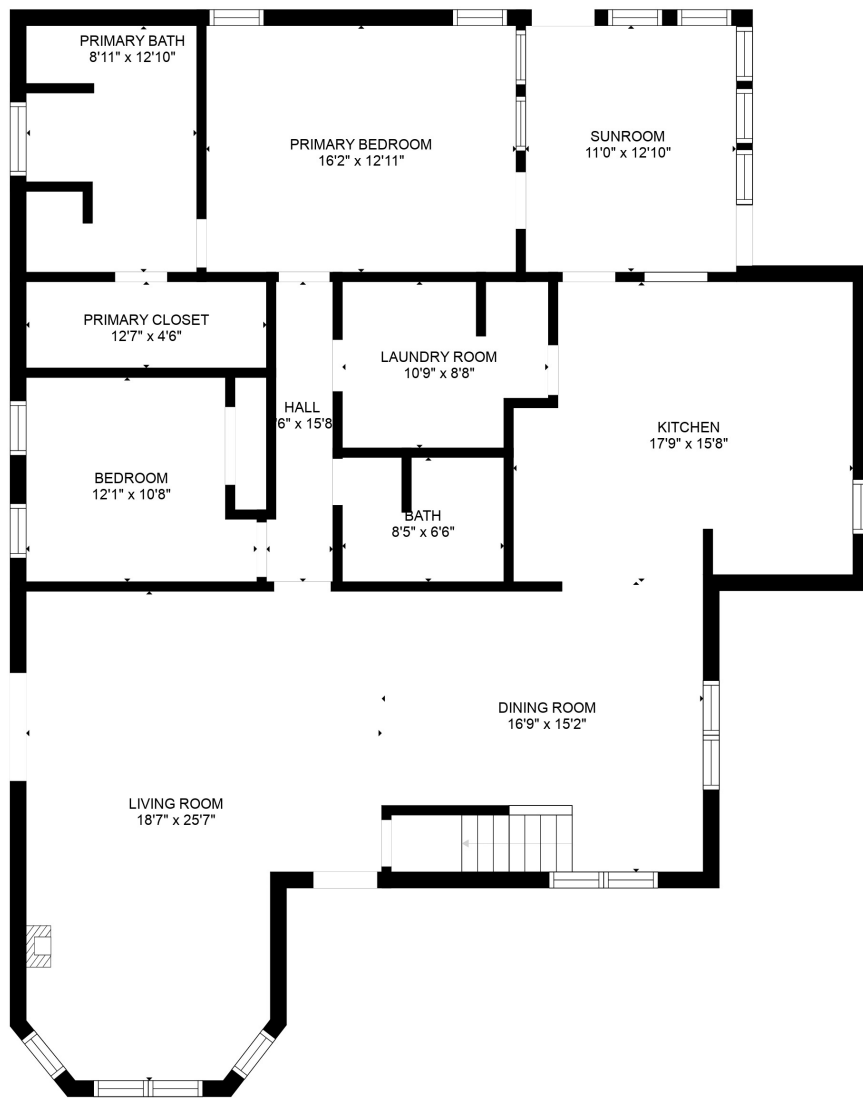 PRIMARY BATH
8'11" x 12'10"
PRIMARY BEDROOM
16'2" x 12'11"
SUNROOM
11'0" x 12'10"
PRIMARY CLOSET
12'7" x 4'6"
LAUNDRY ROOM
10'9" x 8'8"
HALL
'6" x 15'8
KITCHEN
17'9" x 15'8"
BEDROOM
12'1" x 10'8"
BATH
8'5" x 6'6"
DINING ROOM
16'9" x 15'2"
LIVING ROOM
18'7" x 25'7"